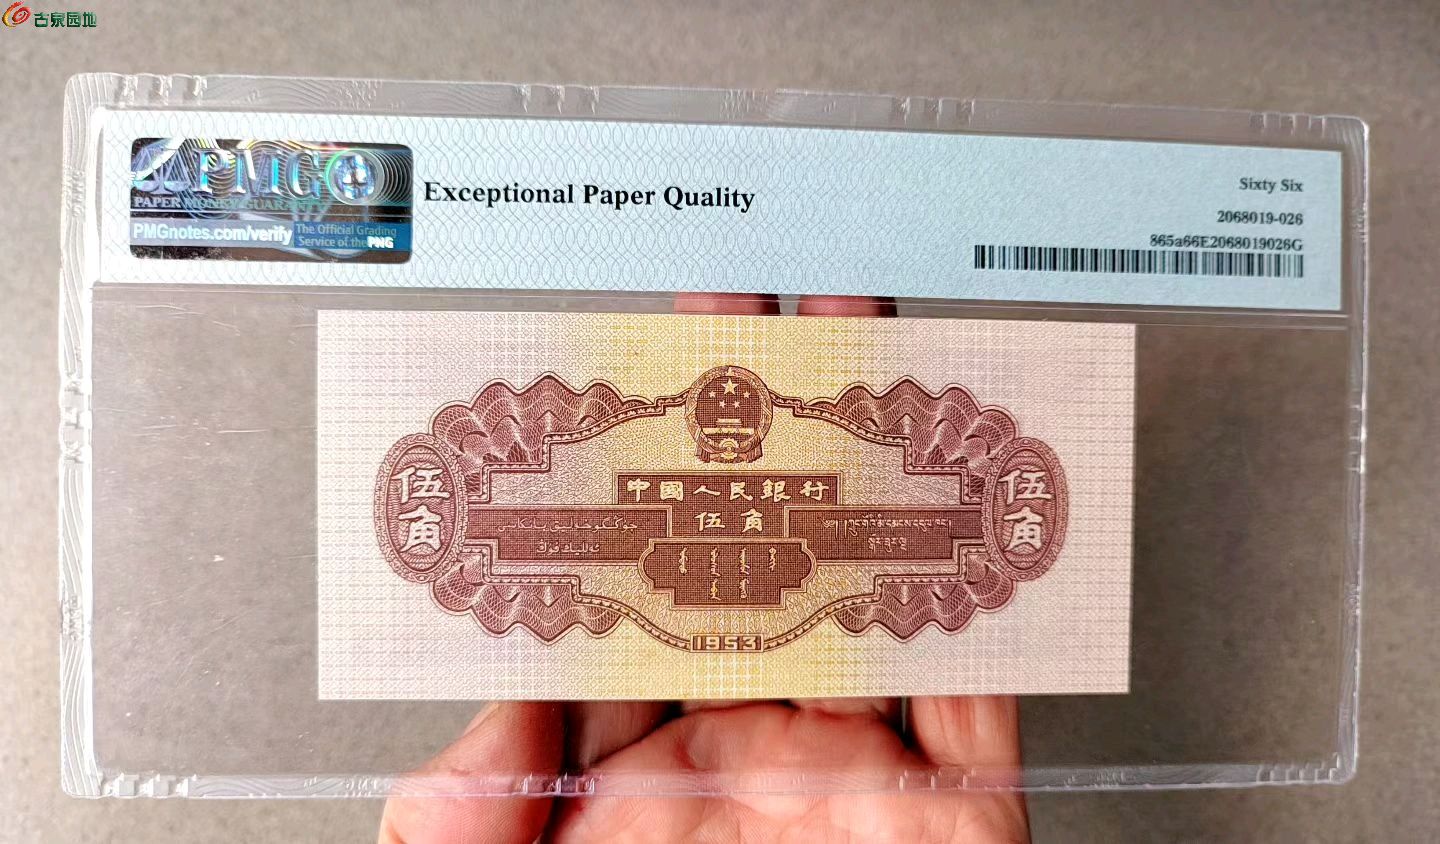 古泉园地
PMG
PAPER MONEY GUARANTY
PMGnotes.com/verify
The Official Grading
Service of the PNG
Exceptional Paper Quality
Sixty Six
2068019-026
865a66E2068019026G
中國人民銀行
伍角
伍角
伍角
1953